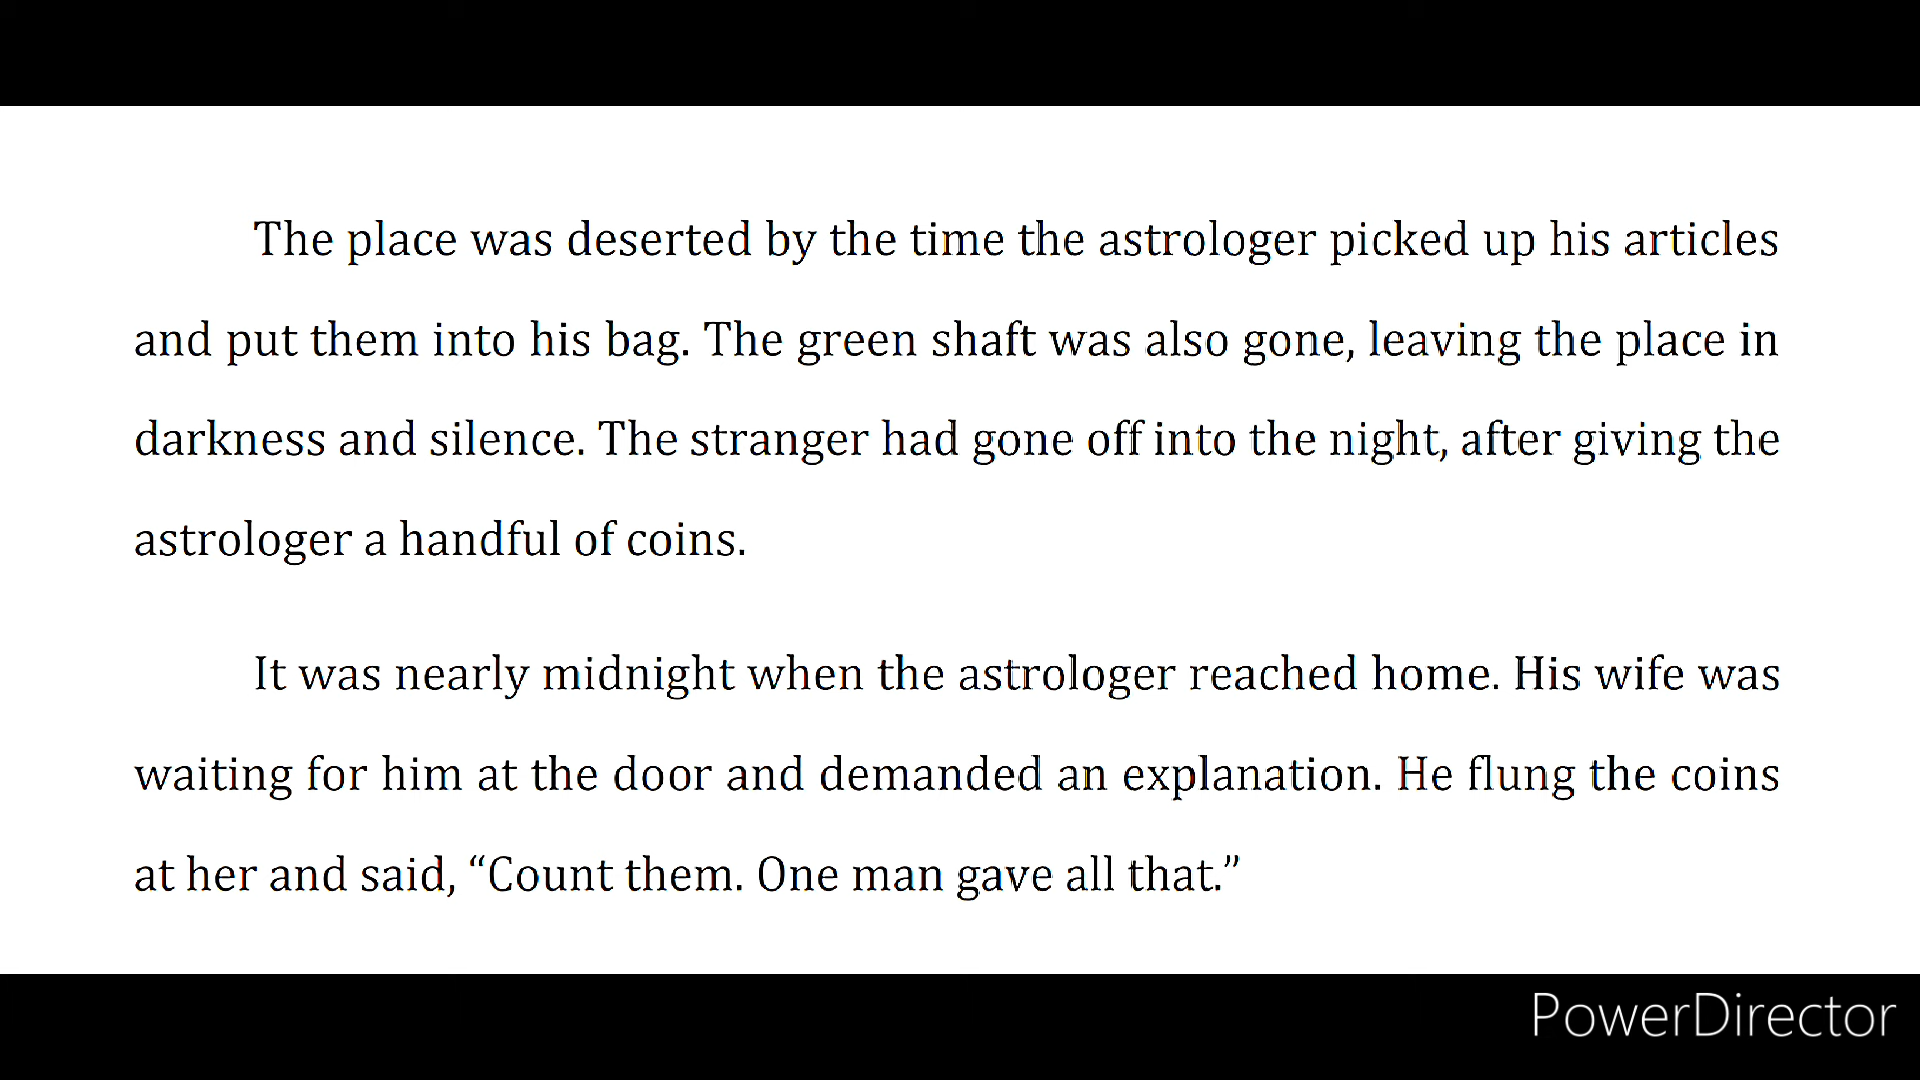 The place was deserted by the time the astrologer picked up his articles
and put them into his bag. The green shaft was also gone, leaving the place in
darkness and silence. The stranger had gone off into the night, after giving the
astrologer a handful of coins.
It was nearly midnight when the astrologer reached home. His wife was
waiting for him at the door and demanded an explanation. He flung the coins
at her and said, “Count them. One man gave all that.”
PowerDirector